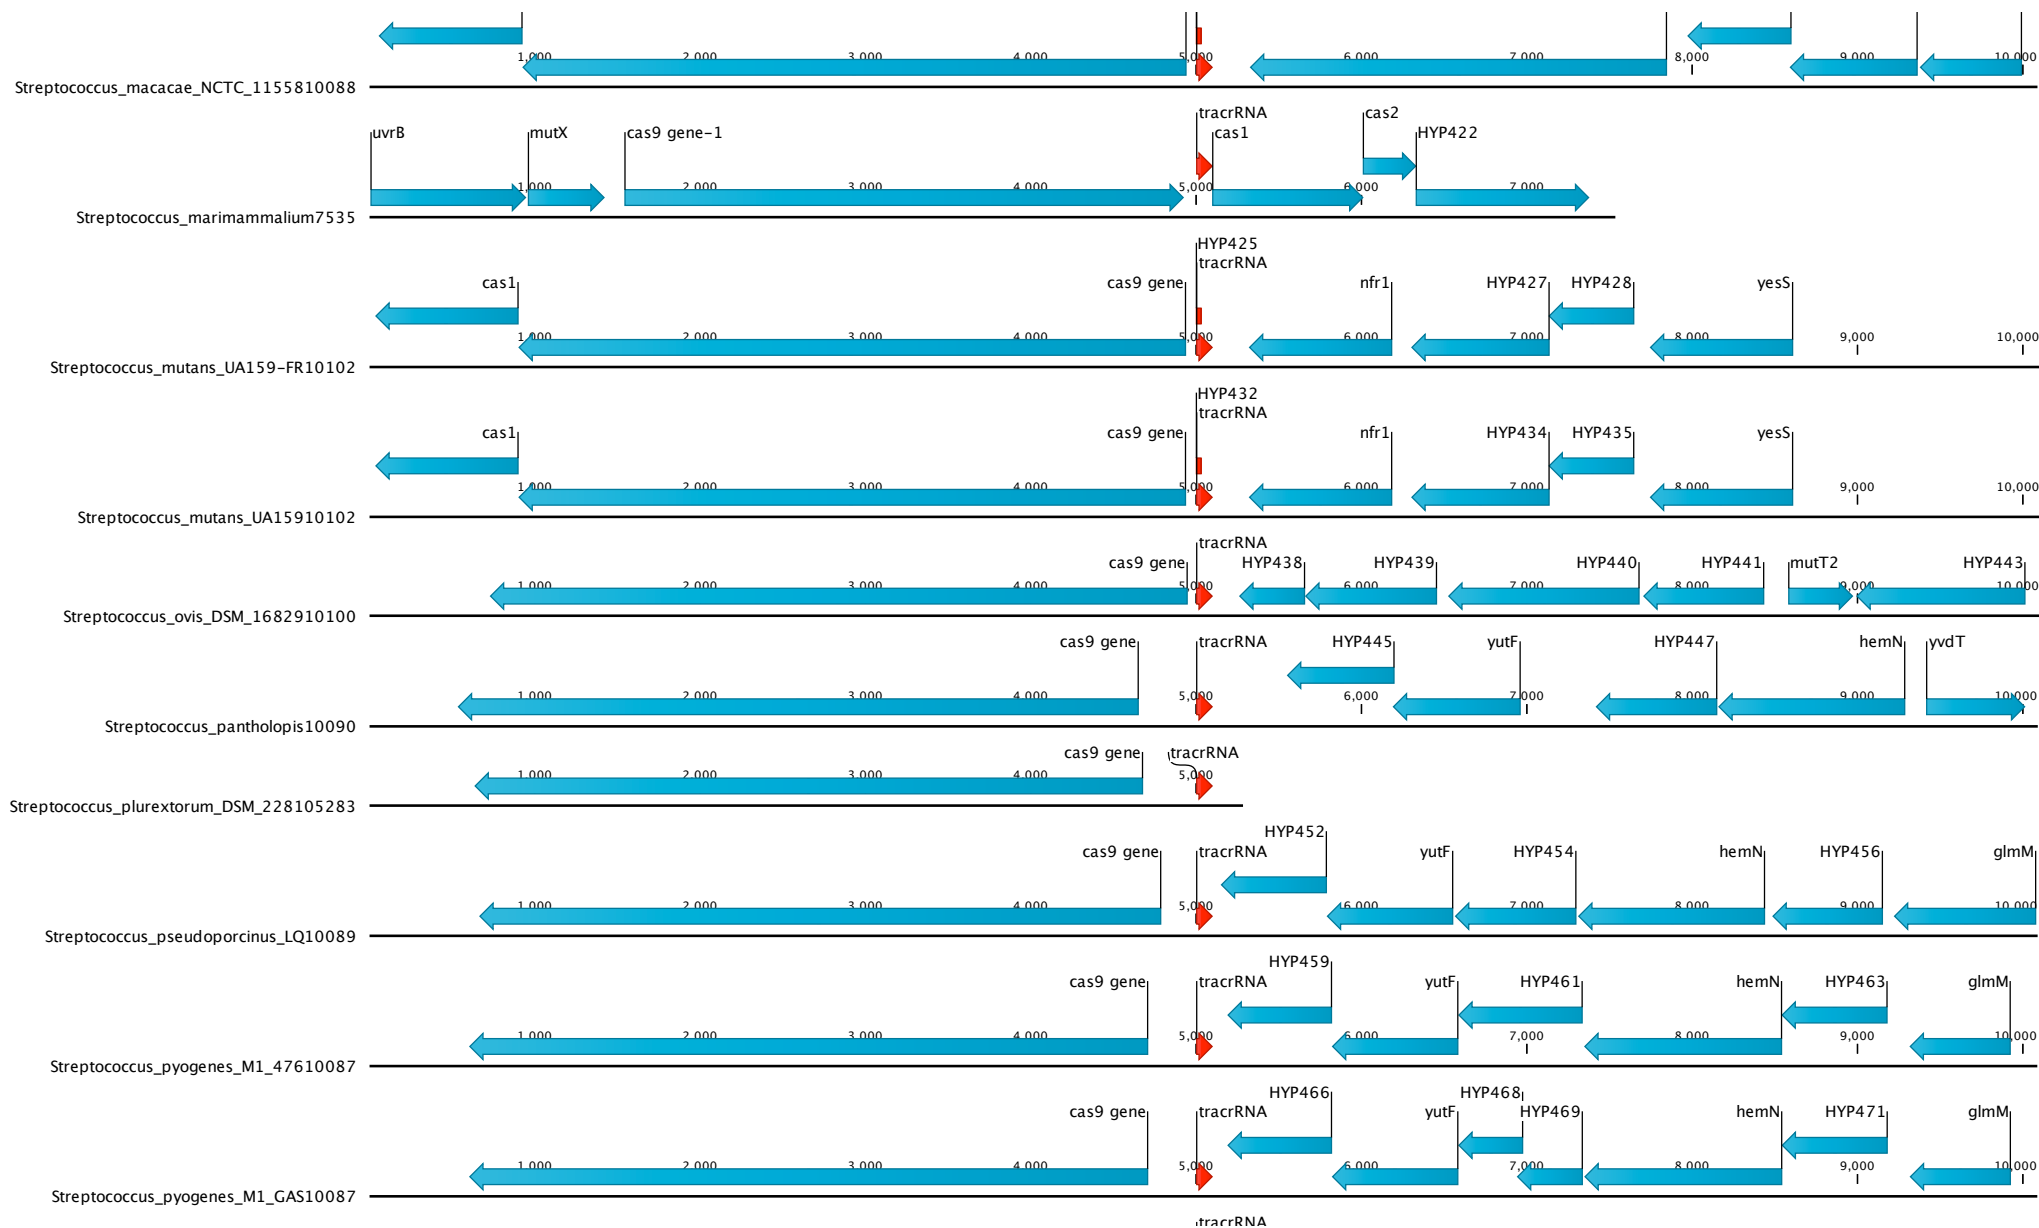 1,000 2,000 3,000 4,000 5,000 6,000 7,000 8,000 9,000 10,000
Streptococcus_macacae_NCTC_1155810088
tracrRNA cas2
uvrB mutX cas9 gene-1 cas1 HYP422
1,000 2,000 3,000 4,000 5,000 6,000 7,000
Streptococcus_marimammalium7535
HYP425
tracrRNA
cas1 cas9 gene nfr1 HYP427 HYP428 yesS
1,000 2,000 3,000 4,000 5,000 6,000 7,000 8,000 9,000 10,000
Streptococcus_mutans_UA159-FR10102
HYP432
tracrRNA
cas1 cas9 gene nfr1 HYP434 HYP435 yesS
1,000 2,000 3,000 4,000 5,000 6,000 7,000 8,000 9,000 10,000
Streptococcus_mutans_UA15910102
tracrRNA
cas9 gene HYP438 HYP439 HYP440 HYP441 mutT2 HYP443
1,000 2,000 3,000 4,000 5,000 6,000 7,000 8,000 9,000 10,000
Streptococcus_ovis_DSM_1682910100
cas9 gene tracrRNA HYP445 yutF HYP447 hemN yvdT
1,000 2,000 3,000 4,000 5,000 6,000 7,000 8,000 9,000 10,000
Streptococcus_pantholopis10090
cas9 gene tracrRNA
1,000 2,000 3,000 4,000 5,000
Streptococcus_plurextorum_DSM_228105283
HYP452
cas9 gene tracrRNA yutF HYP454 hemN HYP456 glmM
1,000 2,000 3,000 4,000 5,000 6,000 7,000 8,000 9,000 10,000
Streptococcus_pseudoporcinus_LQ10089
HYP459
cas9 gene tracrRNA yutF HYP461 hemN HYP463 glmM
1,000 2,000 3,000 4,000 5,000 6,000 7,000 8,000 9,000 10,000
Streptococcus_pyogenes_M1_47610087
HYP466 HYP468
cas9 gene tracrRNA yutF HYP469 hemN HYP471 glmM
1,000 2,000 3,000 4,000 5,000 6,000 7,000 8,000 9,000 10,000
Streptococcus_pyogenes_M1_GAS10087
tracrRNA